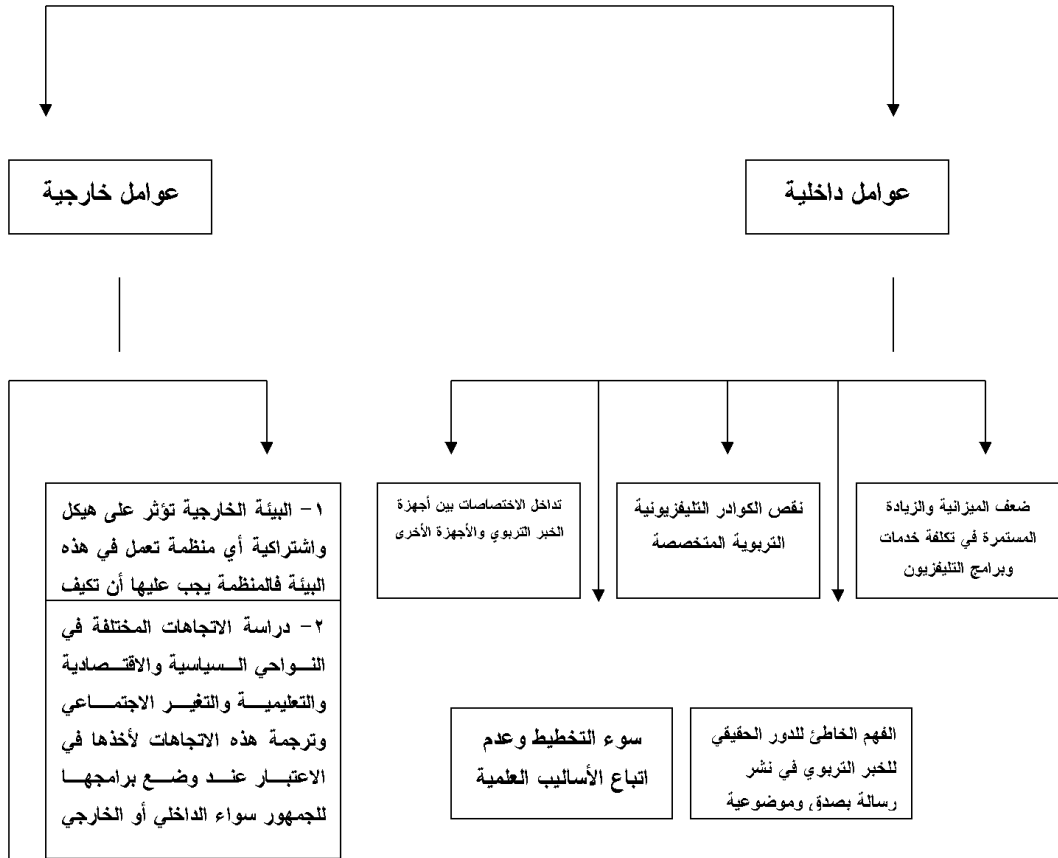 عوامل داخلية
عوامل خارجية
ضعف الميزانية والزيادة
المستمرة في تكلفة خدمات
وبرامج التليفزيون
نقص الكوادر التليفزيونية
التربوية المتخصصة
تداخل الاختصاصات بين أجهزة
الخبر التربوي والأجهزة الأخرى
١- البيئة الخارجية تؤثر على هيكل
واشتراكية أي منظمة تعمل في هذه
البيئة فالمنظمة يجب عليها أن تكيف
٢- دراسة الاتجاهات المختلفة في
النواحي السياسية والاقتصادية
والتعليمية والتغير الاجتماعي
وترجمة هذه الاتجاهات لأخذها في
الاعتبار عند وضع برامجها
للجمهور سواء الداخلي أو الخارجي
الفهم الخاطئ للدور الحقيقي
للخبر التربوي في نشر
رسالة بصدق وموضوعية
سوء التخطيط وعدم
اتباع الأساليب العلمية